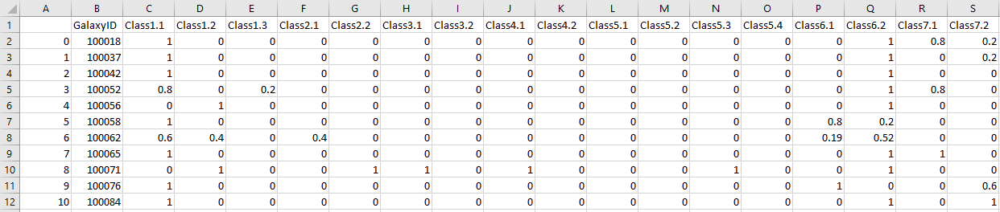 A B C D E F G H I J K L M N O P Q R S
1 GalaxyID Class1.1 Class1.2 Class1.3 Class2.1 Class2.2 Class3.1 Class3.2 Class4.1 Class4.2 Class5.1 Class5.2 Class5.3 Class5.4 Class6.1 Class6.2 Class7.1 Class7.2
2 0 100018 1 0 0 0 0 0 0 0 0 0 0 0 0 0 1 0.8 0.2
3 1 100037 1 0 0 0 0 0 0 0 0 0 0 0 0 0 1 0 0.2
4 2 100042 1 0 0 0 0 0 0 0 0 0 0 0 0 0 1 0 0
5 3 100052 0.8 0 0.2 0 0 0 0 0 0 0 0 0 0 0 1 0.8 0
6 4 100056 0 1 0 0 0 0 0 0 0 0 0 0 0 0 1 0 0
7 5 100058 1 0 0 0 0 0 0 0 0 0 0 0 0 0.8 0.2 0 0
8 6 100062 0.6 0.4 0 0.4 0 0 0 0 0 0 0 0 0 0.19 0.52 0 0
9 7 100065 1 0 0 0 0 0 0 0 0 0 0 0 0 0 1 1 0
10 8 100071 0 1 0 0 1 1 0 1 0 0 0 1 0 0 1 0 0
11 9 100076 1 0 0 0 0 0 0 0 0 0 0 0 0 1 0 0 0.6
12 10 100084 1 0 0 0 0 0 0 0 0 0 0 0 0 0 1 0 1